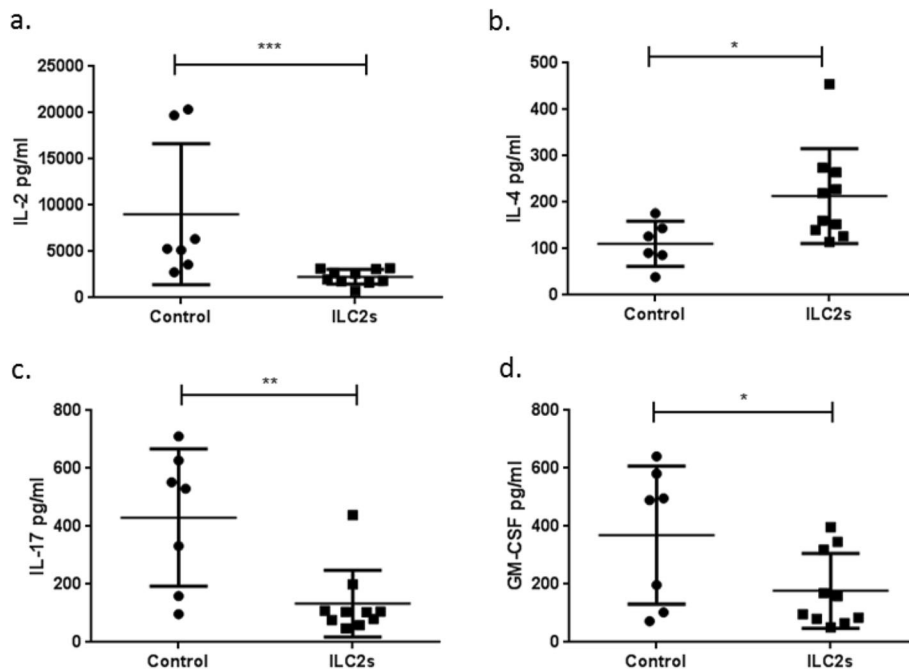 a.
***
25000
20000
15000
10000
5000
0
IL-2 pg/ml
Control
ILC2s
b.
*
500
400
300
200
100
0
IL-4 pg/ml
Control
ILC2s
c.
**
800
600
400
200
0
IL-17 pg/ml
Control
ILC2s
d.
*
800
600
400
200
0
GM-CSF pg/ml
Control
ILC2s